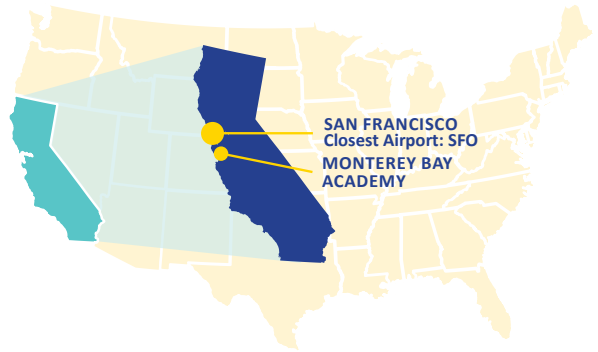 SAN FRANCISCO
Closest Airport: SFO
MONTEREY BAY
ACADEMY